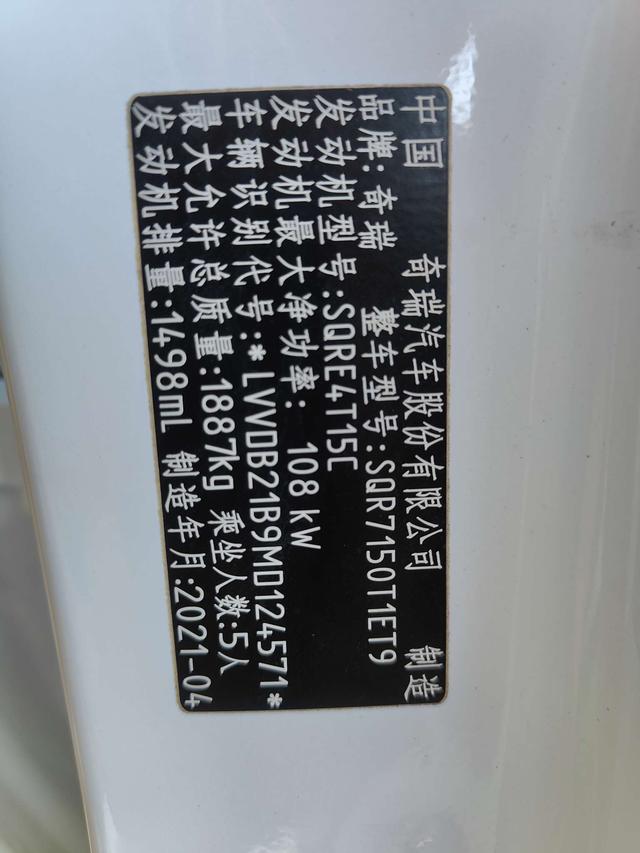 中国 奇瑞汽车股份有限公司 制造
品牌:奇瑞 整车型号:SQR7150T1ET9
发动机型号:SQRE4T15C
发动机最大净功率: 108 kW
车辆识别代号:*LVVDB21B9MD124571*
最大允许总质量:1887kg 乘坐人数:5人
发动机排量:1498mL 制造年月:2021-04